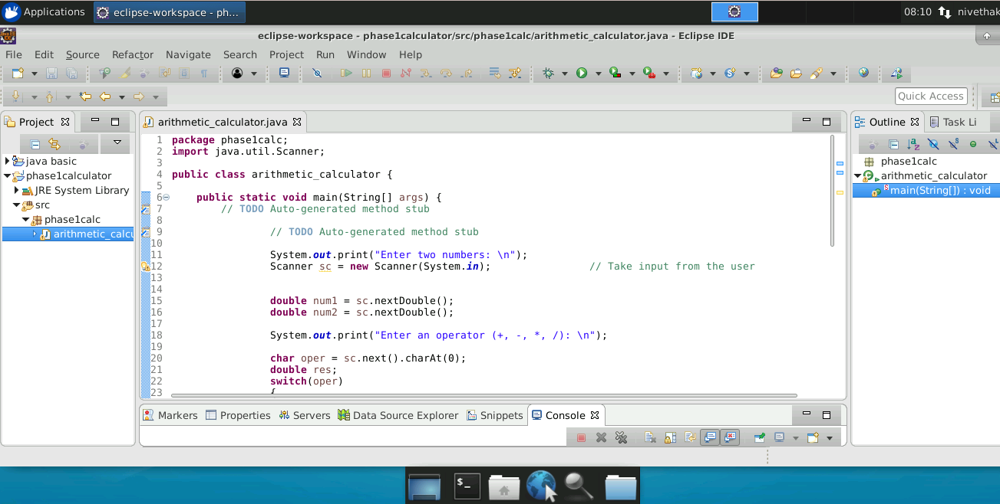 Applications
eclipse-workspace - ph...
08:10
nivethak
eclipse-workspace - phase1calculator/src/phase1calc/arithmetic_calculator.java - Eclipse IDE
File Edit Source Refactor Navigate Search Project Run Window Help
Quick Access
Project
java basic
phase1calculator
JRE System Library
src
phase1calc
arithmetic_calcu
arithmetic_calculator.java
1 package phase1calc;
2 import java.util.Scanner;
3
4 public class arithmetic_calculator {
5
6 public static void main(String[] args) {
7 // TODO Auto-generated method stub
8
9 // TODO Auto-generated method stub
10
11 System.out.print("Enter two numbers: \n");
12 Scanner sc = new Scanner(System.in); // Take input from the user
13
14
15 double num1 = sc.nextDouble();
16 double num2 = sc.nextDouble();
17
18 System.out.print("Enter an operator (+, -, *, /): \n");
19
20 char oper = sc.next().charAt(0);
21 double res;
22 switch(oper)
23 {
Outline Task Li
phase1calc
arithmetic_calculator
main(String[]) : void
Markers Properties Servers Data Source Explorer Snippets Console